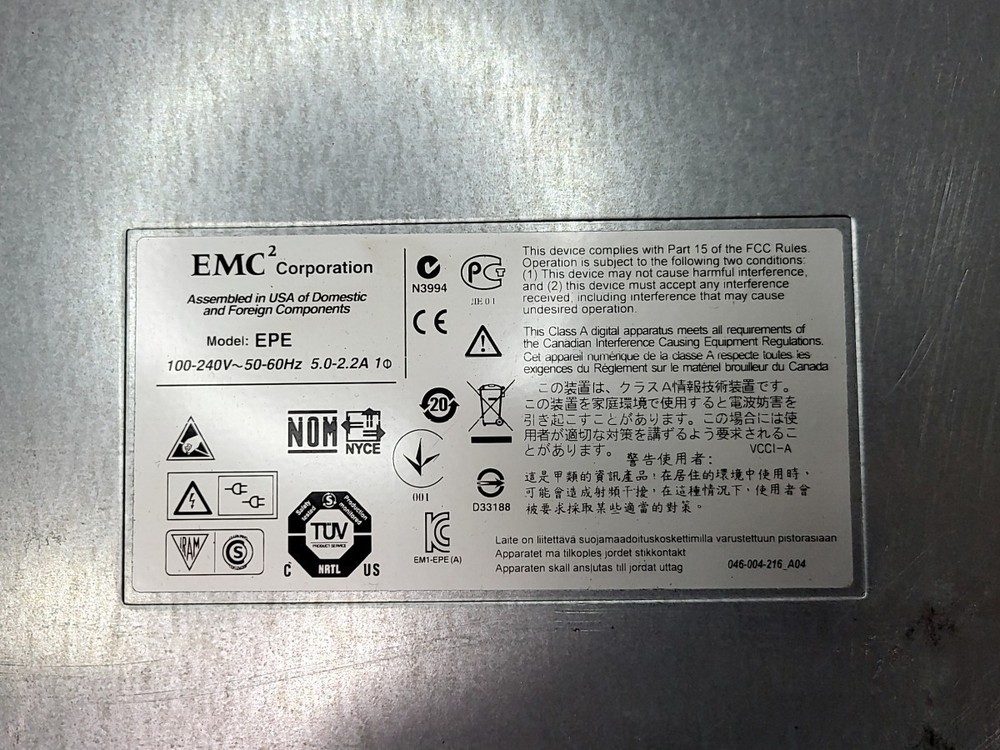 EMC² Corporation
Assembled in USA of Domestic
and Foreign Components
Model: EPE
100-240V~50-60Hz 5.0-2.2A 1Φ
N3994
PG
ЛЕ01
CE
20
001
D33188
EM1-EPE (A)
NOM
NYCE
IRAM
S
Safety tested
S
Production monitored
TÜV
PRODUCT SERVICE
C NRTL US
This device complies with Part 15 of the FCC Rules.
Operation is subject to the following two conditions:
(1) This device may not cause harmful interference,
and (2) this device must accept any interference
received, including interference that may cause
undesired operation.
This Class A digital apparatus meets all requirements of
the Canadian Interference Causing Equipment Regulations.
Cet appareil numérique de la classe A respecte toutes les
exigences du Règlement sur le matériel brouilleur du Canada
この装置は、クラスA情報技術装置です。
この装置を家庭環境で使用すると電波妨害を
引き起こすことがあります。この場合には使
用者が適切な対策を講ずるよう要求されるこ
とがあります。 VCCI-A
警告使用者:
這是甲類的資訊產品，在居住的環境中使用時，
可能會造成射頻干擾，在這種情況下，使用者會
被要求採取某些適當的對策。
Laite on liitettävä suojamaadoituskoskettimilla varustettuun pistorasiaan
Apparatet må tilkoples jordet stikkontakt
Apparaten skall anslutas till jordat uttag
046-004-216_A04